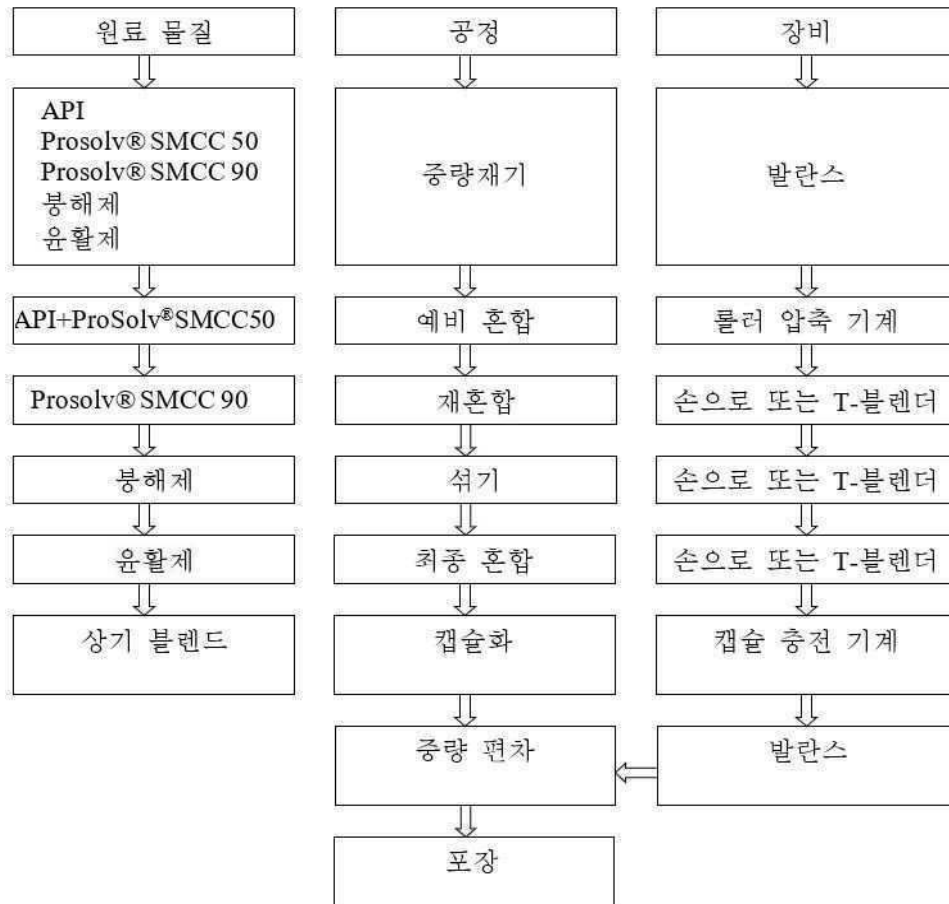 원료 물질
공정
장비
API
Prosolv® SMCC 50
Prosolv® SMCC 90
붕해제
윤활제
중량재기
발란스
API+ProSolv®SMCC50
예비 혼합
롤러 압축 기계
Prosolv® SMCC 90
재혼합
손으로 또는 T-블렌더
붕해제
섞기
손으로 또는 T-블렌더
윤활제
최종 혼합
손으로 또는 T-블렌더
상기 블렌드
캡슐화
캡슐 충전 기계
중량 편차
발란스
포장